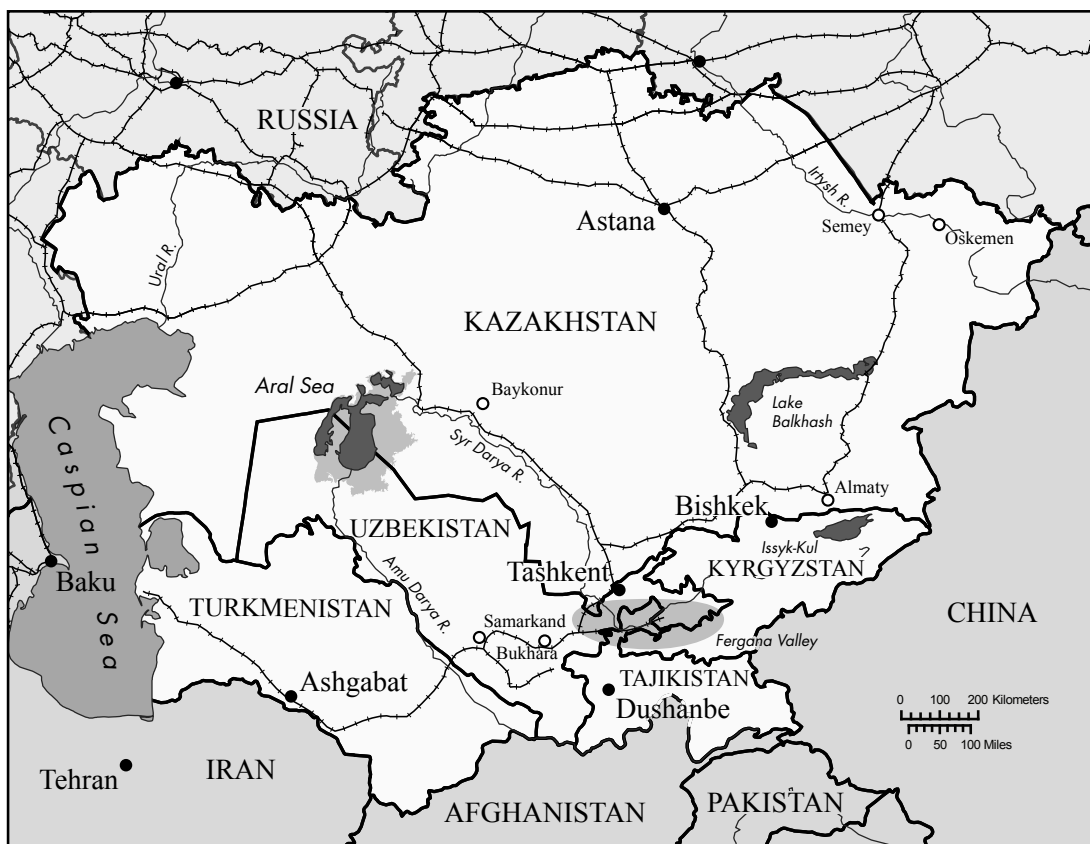 RUSSIA
Irtysh R.
Astana
Semey
Oskemen
Ural R.
KAZAKHSTAN
Aral Sea
Baykonur
Lake
Balkhash
Caspian Sea
Syr Darya R.
Almaty
Bishkek
UZBEKISTAN
Issyk-Kul
Baku
Tashkent
KYRGYZSTAN
Amu Darya R.
TURKMENISTAN
Samarkand
CHINA
Fergana Valley
Bukhara
TAJIKISTAN
Ashgabat
Dushanbe
0 100 200 Kilometers
0 50 100 Miles
Tehran
IRAN
AFGHANISTAN
PAKISTAN